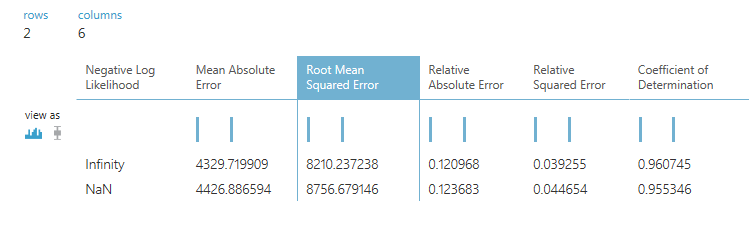 rows columns
2 6
Negative Log Likelihood
Mean Absolute Error
Root Mean Squared Error
Relative Absolute Error
Relative Squared Error
Coefficient of Determination
view as
Infinity 4329.719909 8210.237238 0.120968 0.039255 0.960745
NaN 4426.886594 8756.679146 0.123683 0.044654 0.955346